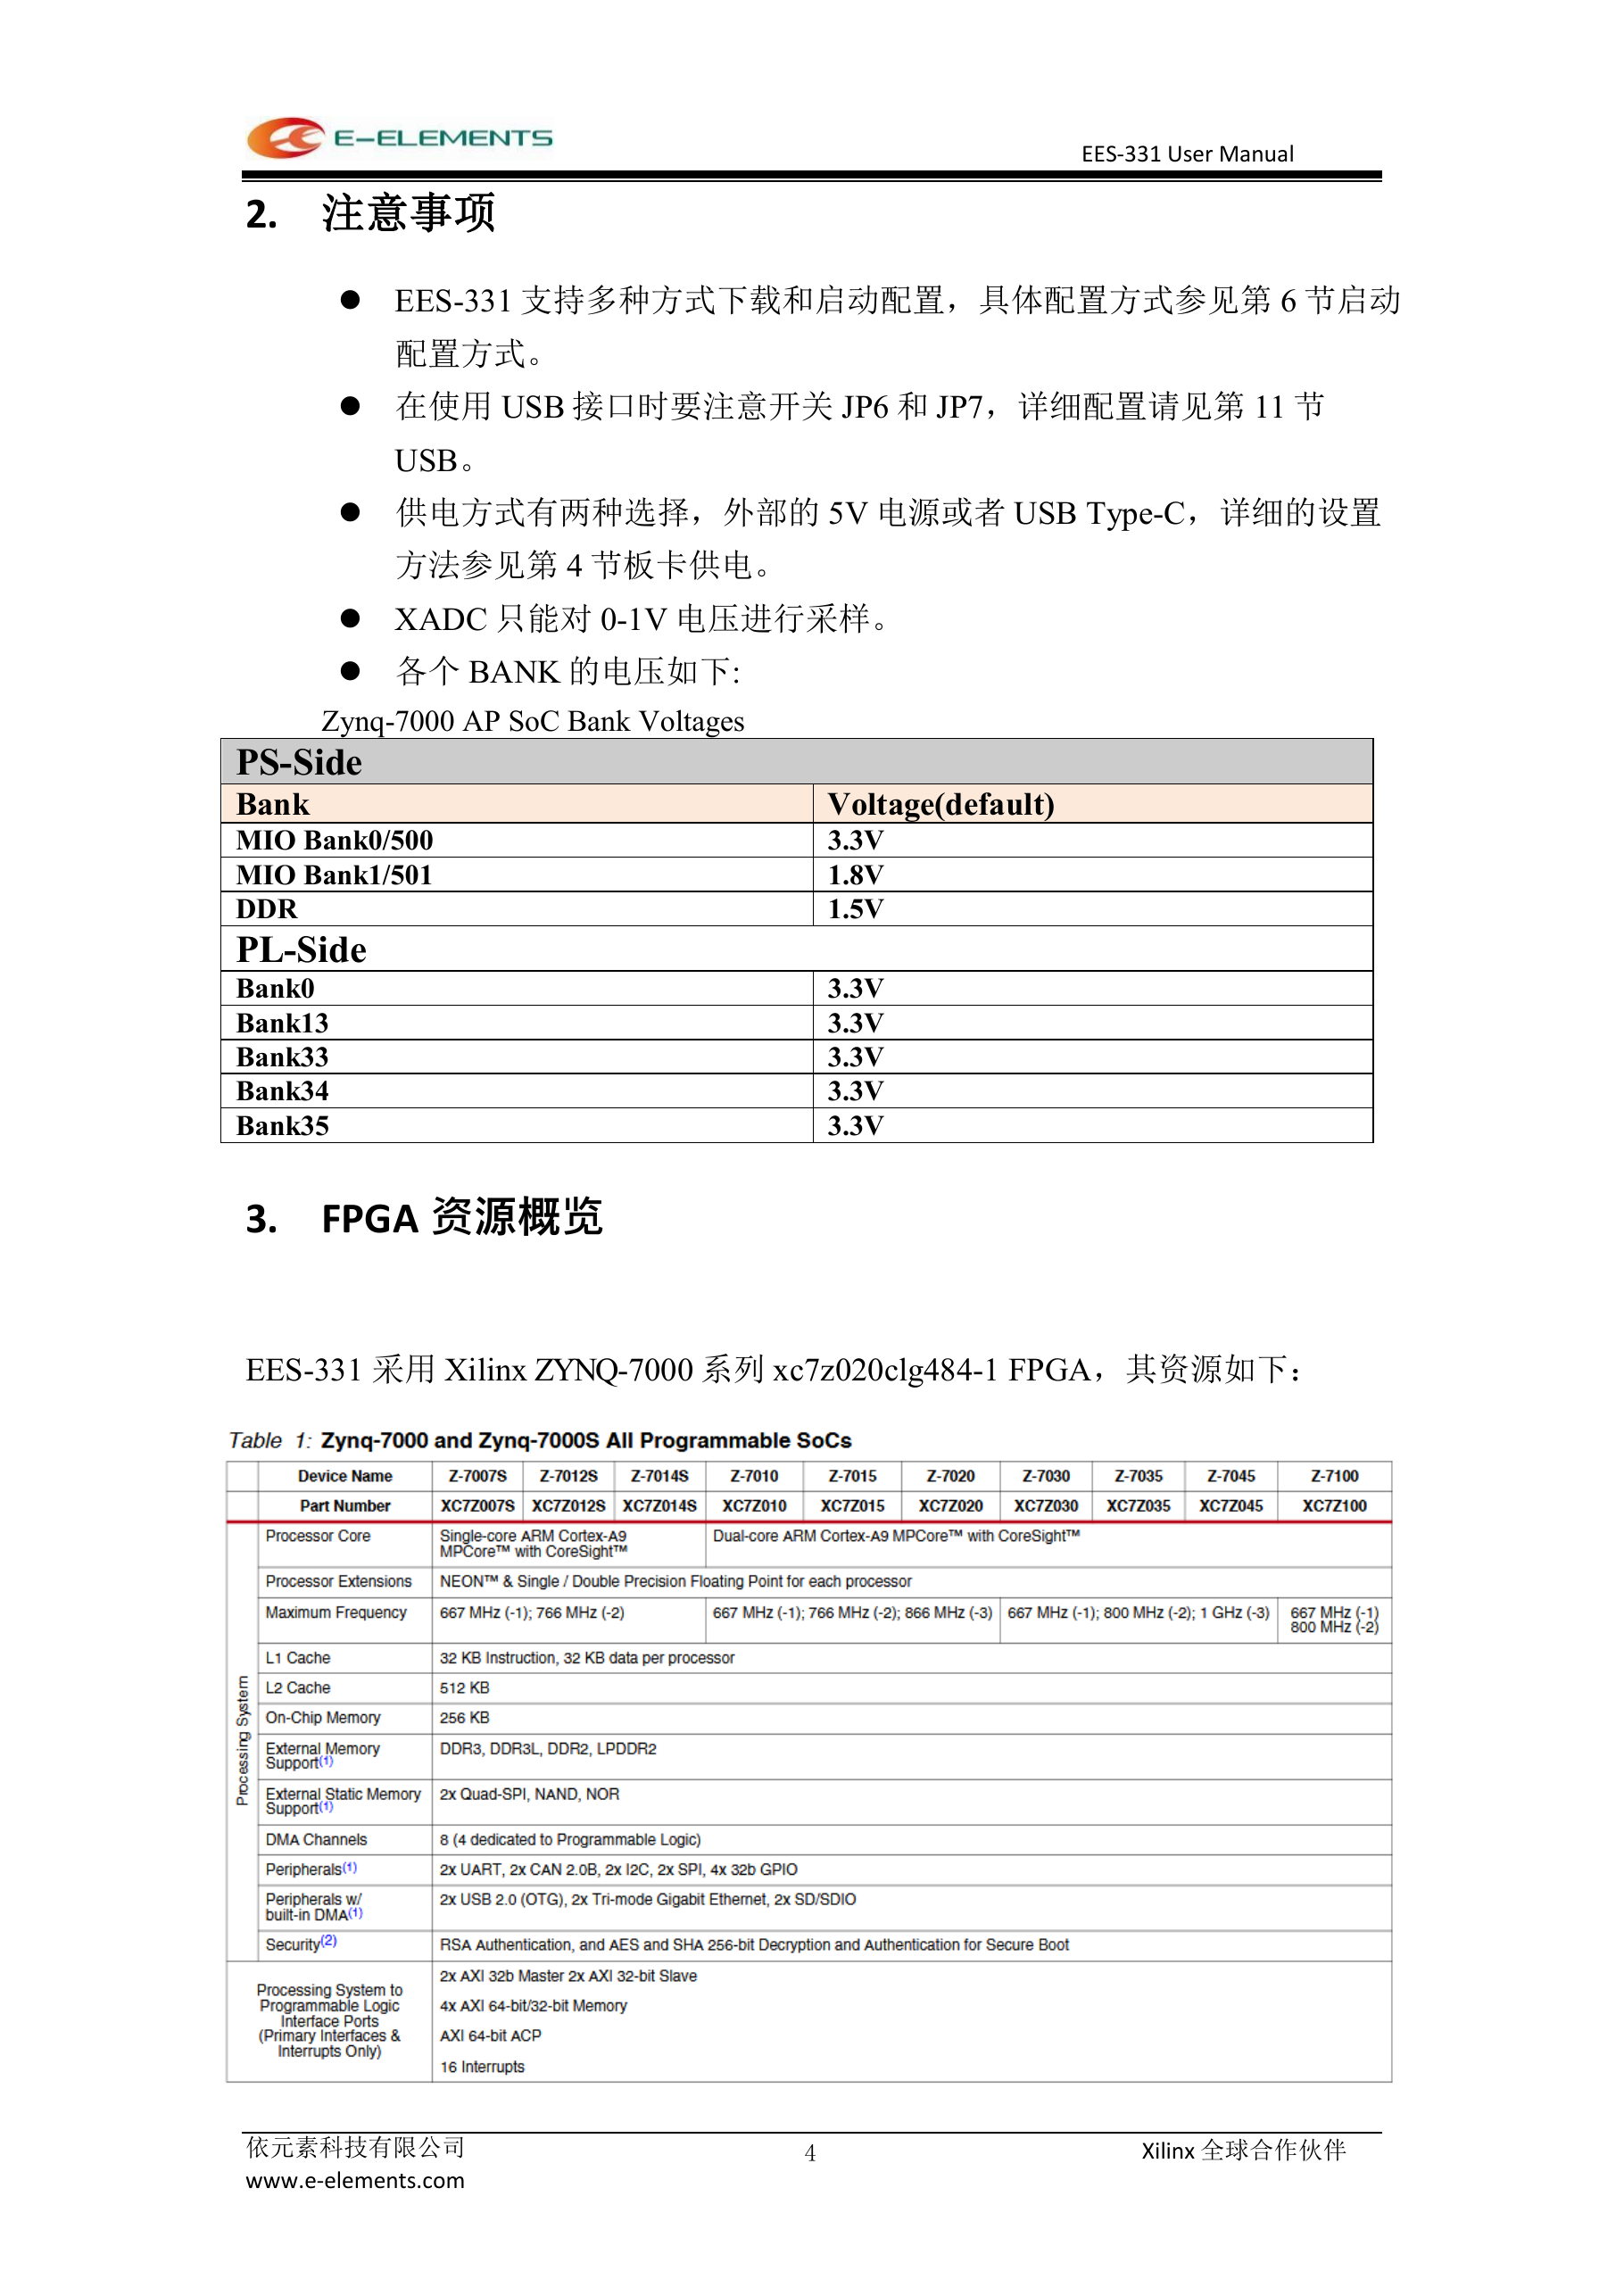 E-ELEMENTS
EES-331 User Manual
2. 注意事项
● EES-331 支持多种方式下载和启动配置，具体配置方式参见第 6 节启动
配置方式。
● 在使用 USB 接口时要注意开关 JP6 和 JP7，详细配置请见第 11 节
USB。
● 供电方式有两种选择，外部的 5V 电源或者 USB Type-C，详细的设置
方法参见第 4 节板卡供电。
● XADC 只能对 0-1V 电压进行采样。
● 各个 BANK 的电压如下:
Zynq-7000 AP SoC Bank Voltages
PS-Side
Bank Voltage(default)
MIO Bank0/500 3.3V
MIO Bank1/501 1.8V
DDR 1.5V
PL-Side
Bank0 3.3V
Bank13 3.3V
Bank33 3.3V
Bank34 3.3V
Bank35 3.3V
3. FPGA 资源概览
EES-331 采用 Xilinx ZYNQ-7000 系列 xc7z020clg484-1 FPGA，其资源如下：
Table 1: Zynq-7000 and Zynq-7000S All Programmable SoCs
Device Name Z-7007S Z-7012S Z-7014S Z-7010 Z-7015 Z-7020 Z-7030 Z-7035 Z-7045 Z-7100
Part Number XC7Z007S XC7Z012S XC7Z014S XC7Z010 XC7Z015 XC7Z020 XC7Z030 XC7Z035 XC7Z045 XC7Z100
Processing System
Processor Core Single-core ARM Cortex-A9 Dual-core ARM Cortex-A9 MPCore™ with CoreSight™
MPCore™ with CoreSight™
Processor Extensions NEON™ & Single / Double Precision Floating Point for each processor
Maximum Frequency 667 MHz (-1); 766 MHz (-2) 667 MHz (-1); 766 MHz (-2); 866 MHz (-3) 667 MHz (-1); 800 MHz (-2); 1 GHz (-3) 667 MHz (-1)
800 MHz (-2)
L1 Cache 32 KB Instruction, 32 KB data per processor
L2 Cache 512 KB
On-Chip Memory 256 KB
External Memory DDR3, DDR3L, DDR2, LPDDR2
Support(1)
External Static Memory 2x Quad-SPI, NAND, NOR
Support(1)
DMA Channels 8 (4 dedicated to Programmable Logic)
Peripherals(1) 2x UART, 2x CAN 2.0B, 2x I2C, 2x SPI, 4x 32b GPIO
Peripherals w/ 2x USB 2.0 (OTG), 2x Tri-mode Gigabit Ethernet, 2x SD/SDIO
built-in DMA(1)
Security(2) RSA Authentication, and AES and SHA 256-bit Decryption and Authentication for Secure Boot
Processing System to
Programmable Logic
Interface Ports
(Primary Interfaces &
Interrupts Only)
2x AXI 32b Master 2x AXI 32-bit Slave
4x AXI 64-bit/32-bit Memory
AXI 64-bit ACP
16 Interrupts
依元素科技有限公司 4 Xilinx 全球合作伙伴
www.e-elements.com